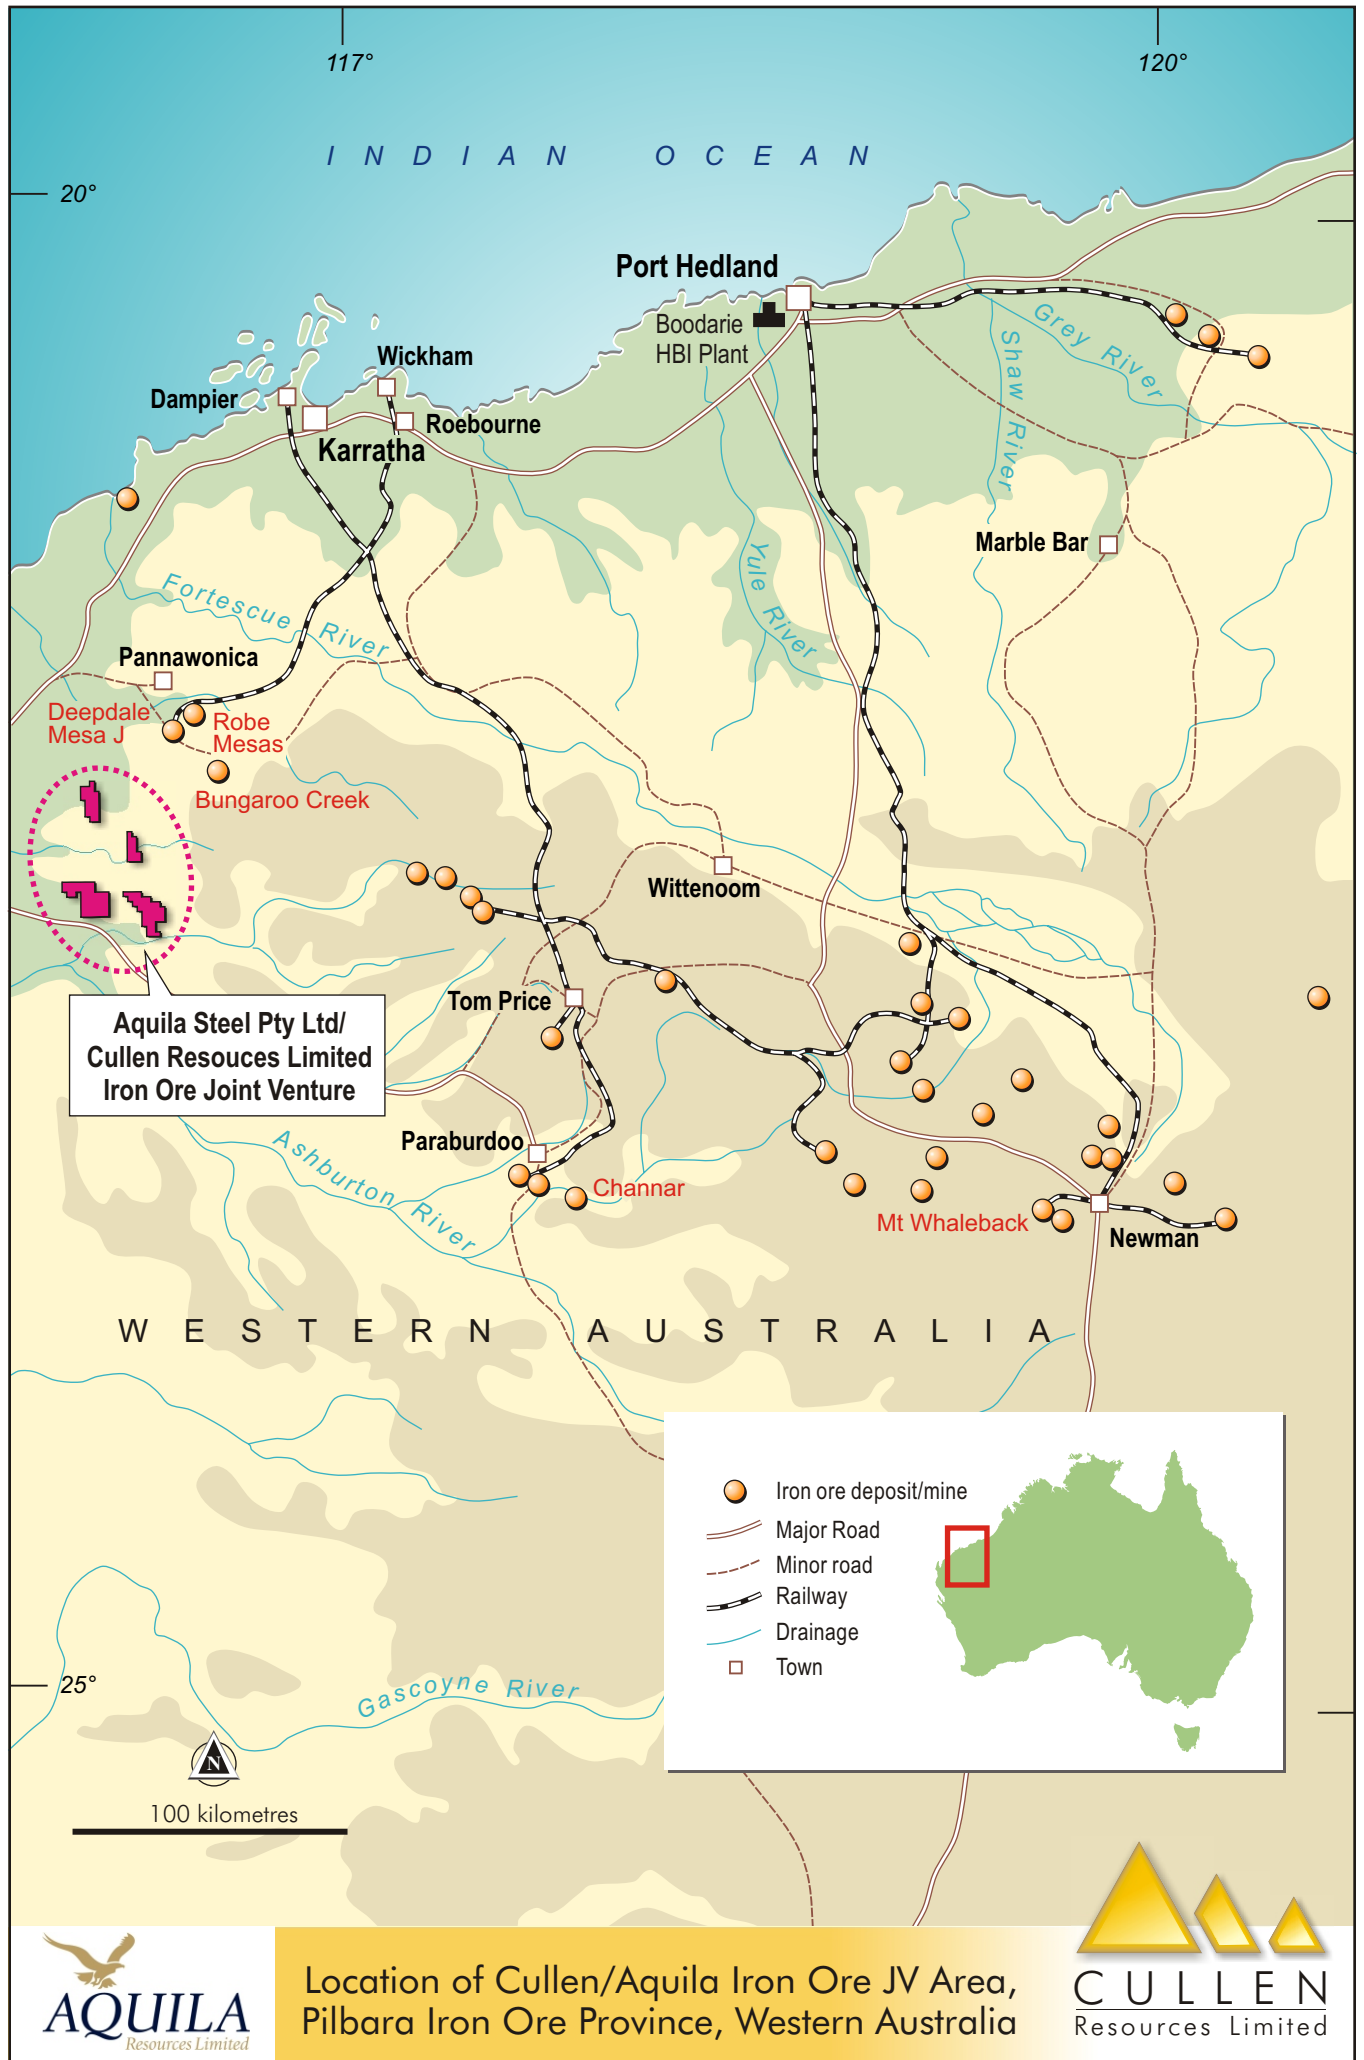 117°
120°
INDIAN OCEAN
20°
Port Hedland
Boodarie
HBI Plant
Grey River
Shaw River
Wickham
Dampier
Roebourne
Karratha
Marble Bar
Yule River
Fortescue River
Pannawonica
Deepdale
Mesa J
Robe
Mesas
Bungaroo Creek
Wittenoom
Tom Price
Aquila Steel Pty Ltd/
Cullen Resouces Limited
Iron Ore Joint Venture
Paraburdoo
Ashburton River
Channar
Mt Whaleback
Newman
WESTERN AUSTRALIA
Iron ore deposit/mine
Major Road
Minor road
Railway
Drainage
Town
25°
Gascoyne River
N
100 kilometres
AQUILA
Resources Limited
Location of Cullen/Aquila Iron Ore JV Area,
Pilbara Iron Ore Province, Western Australia
CULLEN
Resources Limited